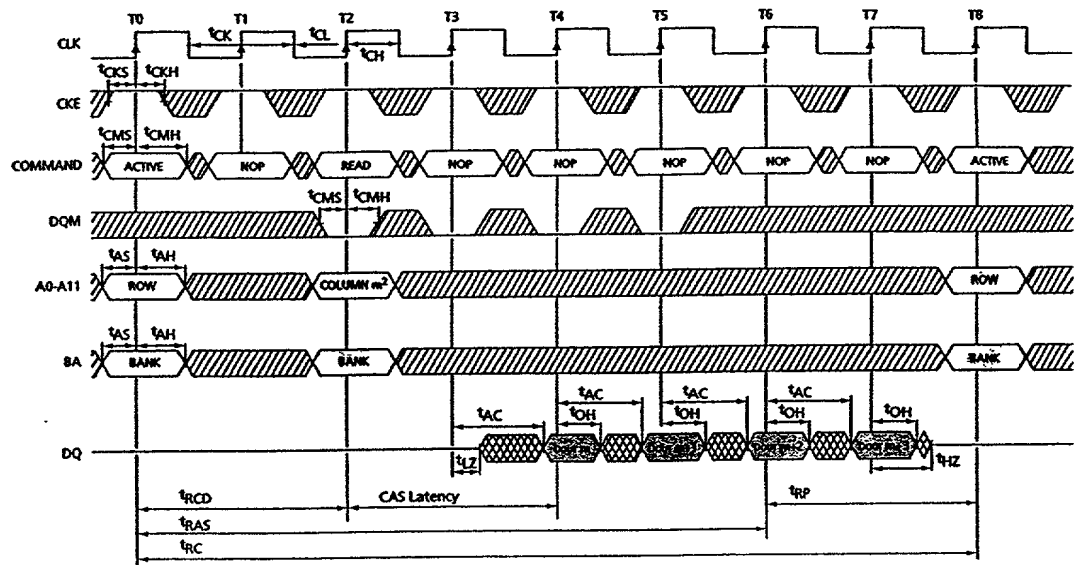 T0 T1 T2 T3 T4 T5 T6 T7 T8
CLK
tCK tCL
tCH
tCKS tCKH
CKE
tCMS tCMH
COMMAND ACTIVE NOP READ NOP NOP NOP NOP NOP ACTIVE
tCMS tCMH
DQM
tAS tAH
A0-A11 ROW COLUMN m2 ROW
tAS tAH
BA BANK BANK BANK
tAC tAC tAC tAC
tOH tOH tOH tOH
DQ
tLZ tHZ
tRCD CAS Latency tRP
tRAS
tRC